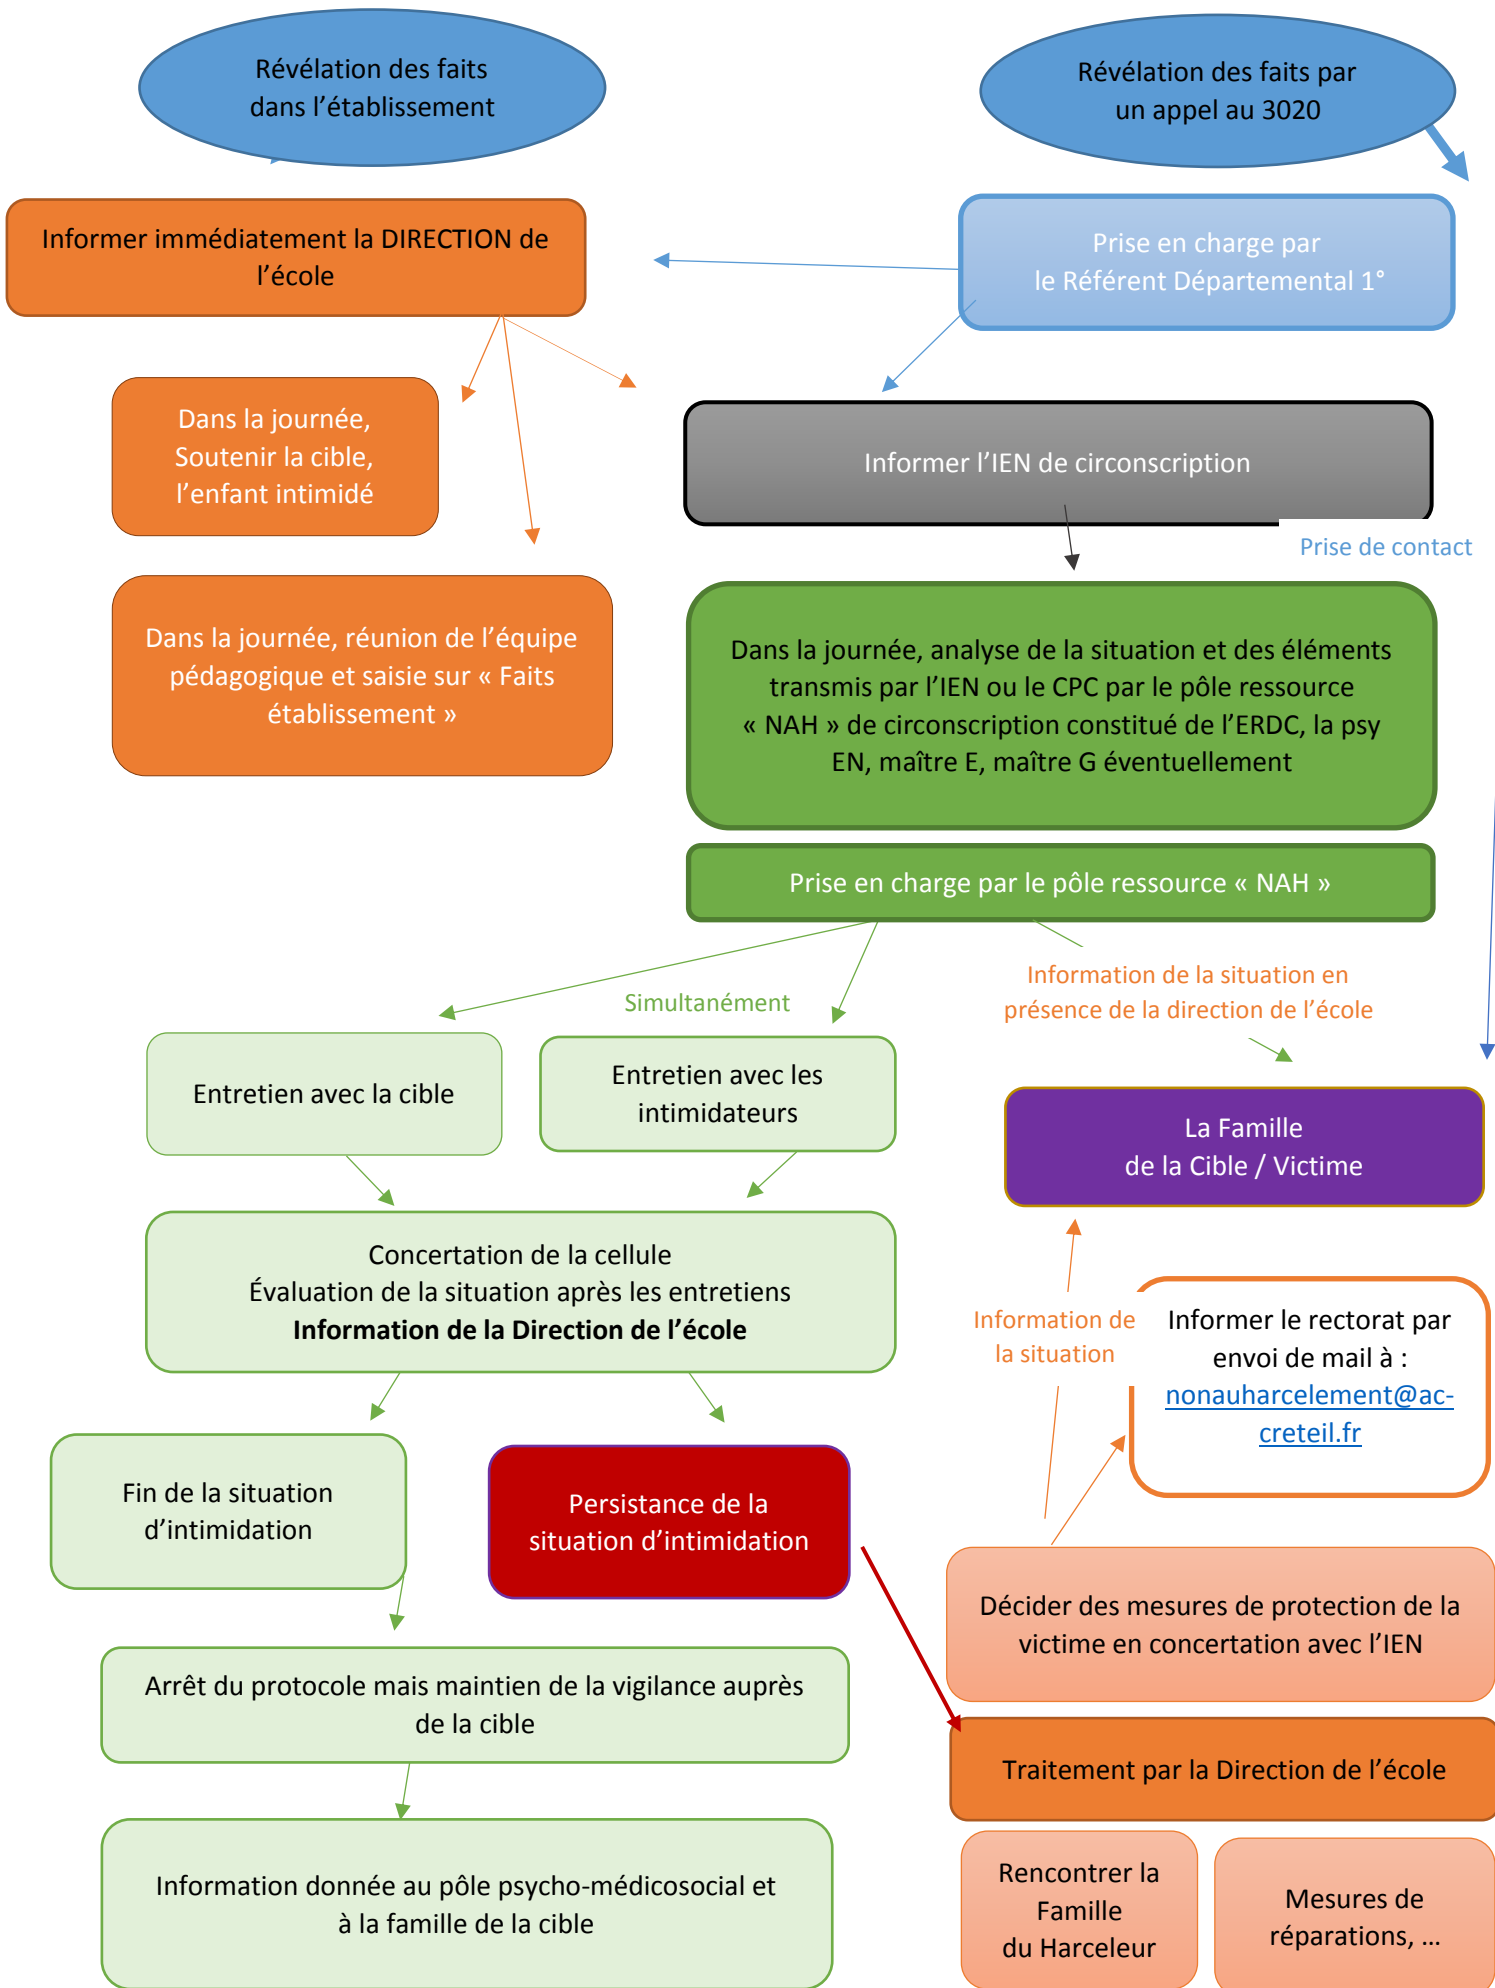 Révélation des faits
dans l’établissement
Révélation des faits par
un appel au 3020
Informer immédiatement la DIRECTION de
l’école
Prise en charge par
le Référent Départemental 1°
Dans la journée,
Soutenir la cible,
l’enfant intimidé
Informer l’IEN de circonscription
Prise de contact
Dans la journée, réunion de l’équipe
pédagogique et saisie sur « Faits
établissement »
Dans la journée, analyse de la situation et des éléments
transmis par l’IEN ou le CPC par le pôle ressource
« NAH » de circonscription constitué de l’ERDC, la psy
EN, maître E, maître G éventuellement
Prise en charge par le pôle ressource « NAH »
Simultanément
Information de la situation en
présence de la direction de l’école
Entretien avec la cible
Entretien avec les
intimidateurs
La Famille
de la Cible / Victime
Concertation de la cellule
Évaluation de la situation après les entretiens
Information de la Direction de l’école
Information de
la situation
Informer le rectorat par
envoi de mail à :
nonauharcelement@ac-
creteil.fr
Fin de la situation
d’intimidation
Persistance de la
situation d’intimidation
Décider des mesures de protection de la
victime en concertation avec l’IEN
Arrêt du protocole mais maintien de la vigilance auprès
de la cible
Traitement par la Direction de l’école
Information donnée au pôle psycho-médicosocial et
à la famille de la cible
Rencontrer la
Famille
du Harceleur
Mesures de
réparations, …